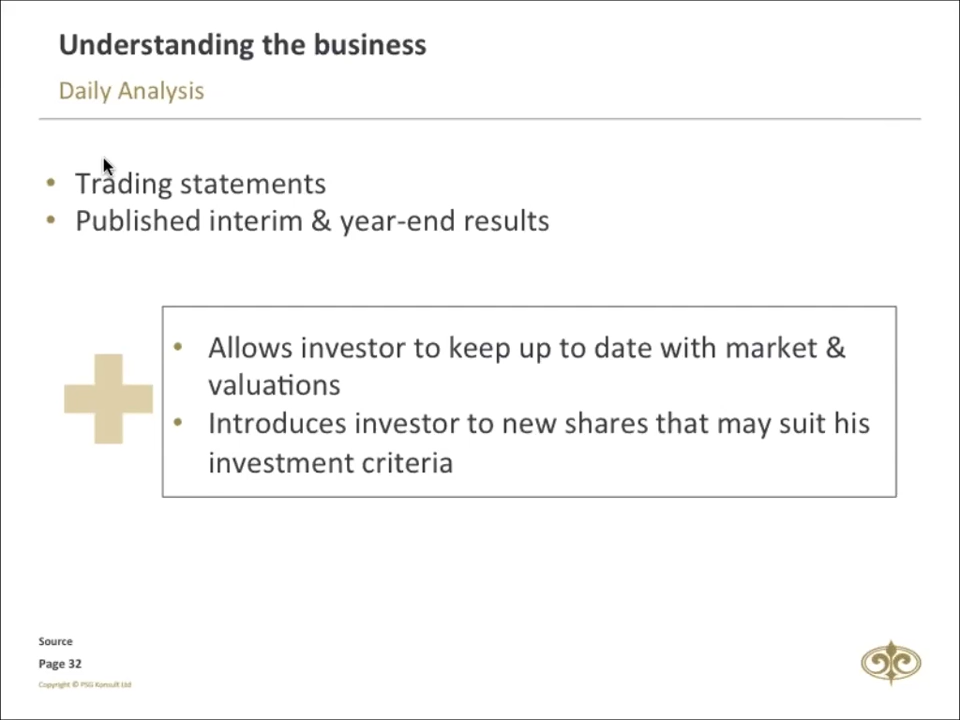 Understanding the business
Daily Analysis
• Trading statements
• Published interim & year-end results
• Allows investor to keep up to date with market &
valuations
• Introduces investor to new shares that may suit his
investment criteria
Source
Page 32
Copyright © PSG Konsult Ltd